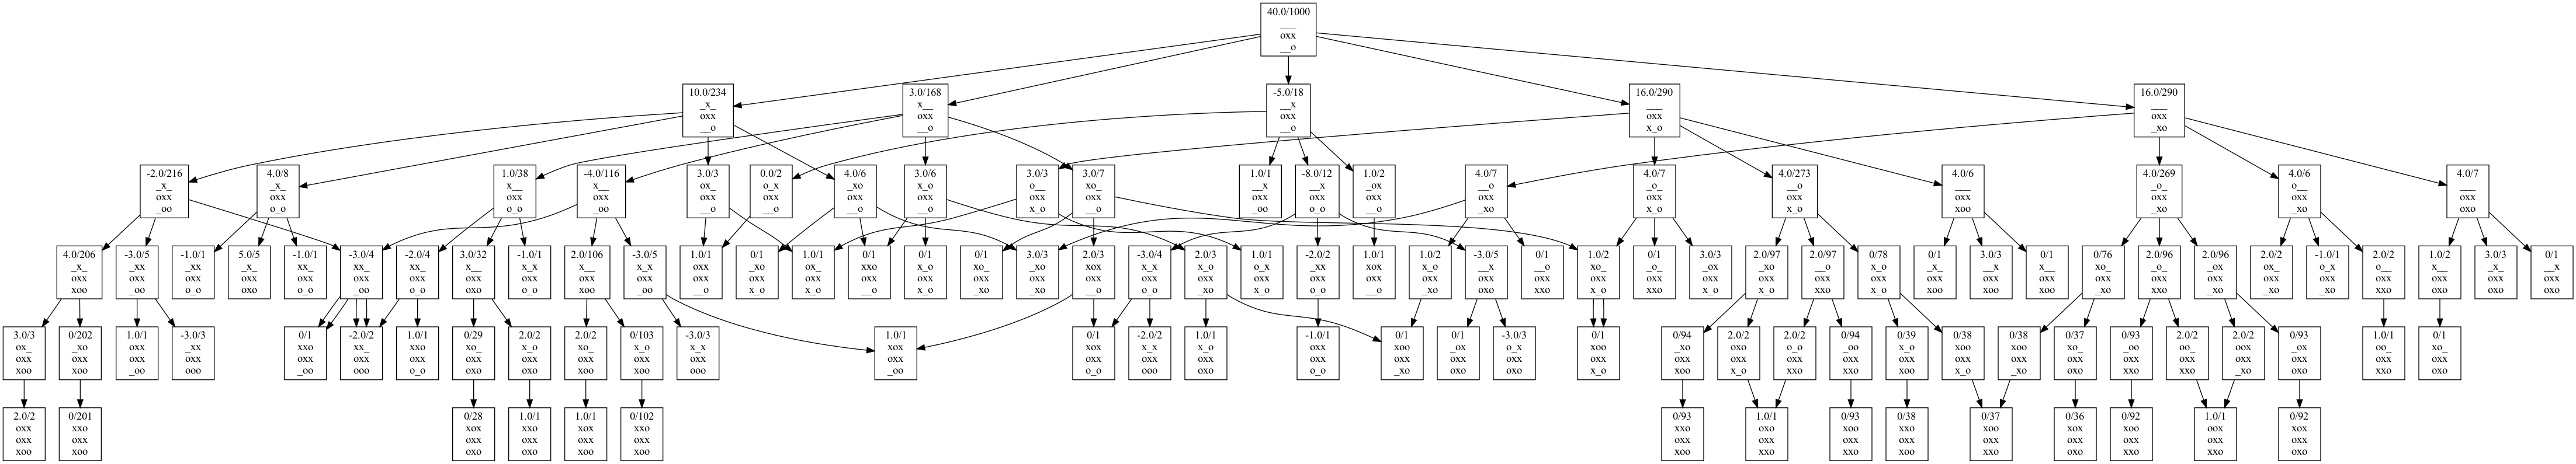 40.0/1000
___
oxx
__o
10.0/234
_x_
oxx
__o
3.0/168
x__
oxx
__o
-5.0/18
__x
oxx
__o
16.0/290
___
oxx
x_o
16.0/290
___
oxx
_xo
-2.0/216
_x_
oxx
_oo
4.0/8
_x_
oxx
o_o
1.0/38
x__
oxx
o_o
-4.0/116
x__
oxx
_oo
3.0/3
ox_
oxx
__o
0.0/2
o_x
oxx
__o
4.0/6
_xo
oxx
__o
3.0/6
x_o
oxx
__o
3.0/3
o__
oxx
x_o
3.0/7
xo_
oxx
__o
1.0/1
__x
oxx
_oo
-8.0/12
__x
oxx
o_o
1.0/2
_ox
oxx
__o
4.0/7
__o
oxx
_xo
4.0/7
_o_
oxx
x_o
4.0/273
__o
oxx
x_o
4.0/6
___
oxx
xoo
4.0/269
_o_
oxx
_xo
4.0/6
o__
oxx
_xo
4.0/7
___
oxx
oxo
4.0/206
_x_
oxx
xoo
-3.0/5
_xx
oxx
_oo
-1.0/1
_xx
oxx
o_o
5.0/5
_x_
oxx
oxo
-1.0/1
xx_
oxx
o_o
-3.0/4
xx_
oxx
_oo
-2.0/4
xx_
oxx
o_o
3.0/32
x__
oxx
oxo
-1.0/1
x_x
oxx
o_o
2.0/106
x__
oxx
xoo
-3.0/5
x_x
oxx
_oo
1.0/1
oxx
oxx
__o
0/1
_xo
oxx
x_o
1.0/1
ox_
oxx
x_o
0/1
xxo
oxx
__o
0/1
x_o
oxx
x_o
0/1
xo_
oxx
_xo
3.0/3
_xo
oxx
_xo
2.0/3
xox
oxx
__o
-3.0/4
x_x
oxx
o_o
2.0/3
x_o
oxx
_xo
1.0/1
o_x
oxx
x_o
-2.0/2
_xx
oxx
o_o
1.0/1
xox
oxx
__o
1.0/2
x_o
oxx
_xo
-3.0/5
__x
oxx
oxo
0/1
__o
oxx
xxo
1.0/2
xo_
oxx
x_o
0/1
_o_
oxx
xxo
3.0/3
_ox
oxx
x_o
2.0/97
_xo
oxx
x_o
2.0/97
__o
oxx
xxo
0/78
x_o
oxx
x_o
0/1
_x_
oxx
xoo
3.0/3
__x
oxx
xoo
0/1
x__
oxx
xoo
0/76
xo_
oxx
_xo
2.0/96
_o_
oxx
xxo
2.0/96
_ox
oxx
_xo
2.0/2
ox_
oxx
_xo
-1.0/1
o_x
oxx
_xo
2.0/2
o__
oxx
xxo
1.0/2
x__
oxx
oxo
3.0/3
_x_
oxx
oxo
0/1
__x
oxx
oxo
3.0/3
ox_
oxx
xoo
0/202
_xo
oxx
xoo
1.0/1
oxx
oxx
_oo
-3.0/3
_xx
oxx
ooo
0/1
xxo
oxx
_oo
-2.0/2
xx_
oxx
ooo
1.0/1
xxo
oxx
o_o
0/29
xo_
oxx
oxo
2.0/2
x_o
oxx
oxo
2.0/2
xo_
oxx
xoo
0/103
x_o
oxx
xoo
-3.0/3
x_x
oxx
ooo
1.0/1
xox
oxx
_oo
0/1
xox
oxx
o_o
-2.0/2
x_x
oxx
ooo
1.0/1
x_o
oxx
oxo
-1.0/1
oxx
oxx
o_o
0/1
xoo
oxx
_xo
0/1
_ox
oxx
oxo
-3.0/3
o_x
oxx
oxo
0/1
xoo
oxx
x_o
0/94
_xo
oxx
xoo
2.0/2
oxo
oxx
x_o
2.0/2
o_o
oxx
xxo
0/94
_oo
oxx
xxo
0/39
x_o
oxx
xoo
0/38
xoo
oxx
x_o
0/38
xoo
oxx
_xo
0/37
xo_
oxx
oxo
0/93
_oo
oxx
xxo
2.0/2
oo_
oxx
xxo
2.0/2
oox
oxx
_xo
0/93
_ox
oxx
oxo
1.0/1
oo_
oxx
xxo
0/1
xo_
oxx
oxo
2.0/2
oxx
oxx
xoo
0/201
xxo
oxx
xoo
0/28
xox
oxx
oxo
1.0/1
xxo
oxx
oxo
1.0/1
xox
oxx
xoo
0/102
xxo
oxx
xoo
0/93
xxo
oxx
xoo
1.0/1
oxo
oxx
xxo
0/93
xoo
oxx
xxo
0/38
xxo
oxx
xoo
0/37
xoo
oxx
xxo
0/36
xox
oxx
oxo
0/92
xoo
oxx
xxo
1.0/1
oox
oxx
xxo
0/92
xox
oxx
oxo